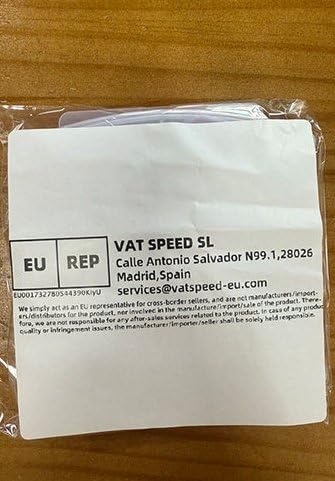 EU REP
VAT SPEED SL
Calle Antonio Salvador N99.1,28026
Madrid,Spain
services@vatspeed-eu.com
EU001732780544390KiyU
We simply act as an EU representative for cross-border sellers, and are not manufacturers/import-
ers/distributors for the product, nor involved in the manufacture/import/sale of the product. There-
fore, we are not responsible for any after-sales services related to the product. In case of any product
quality or infringement issues, the manufacturer/importer/seller shall be solely held responsible.